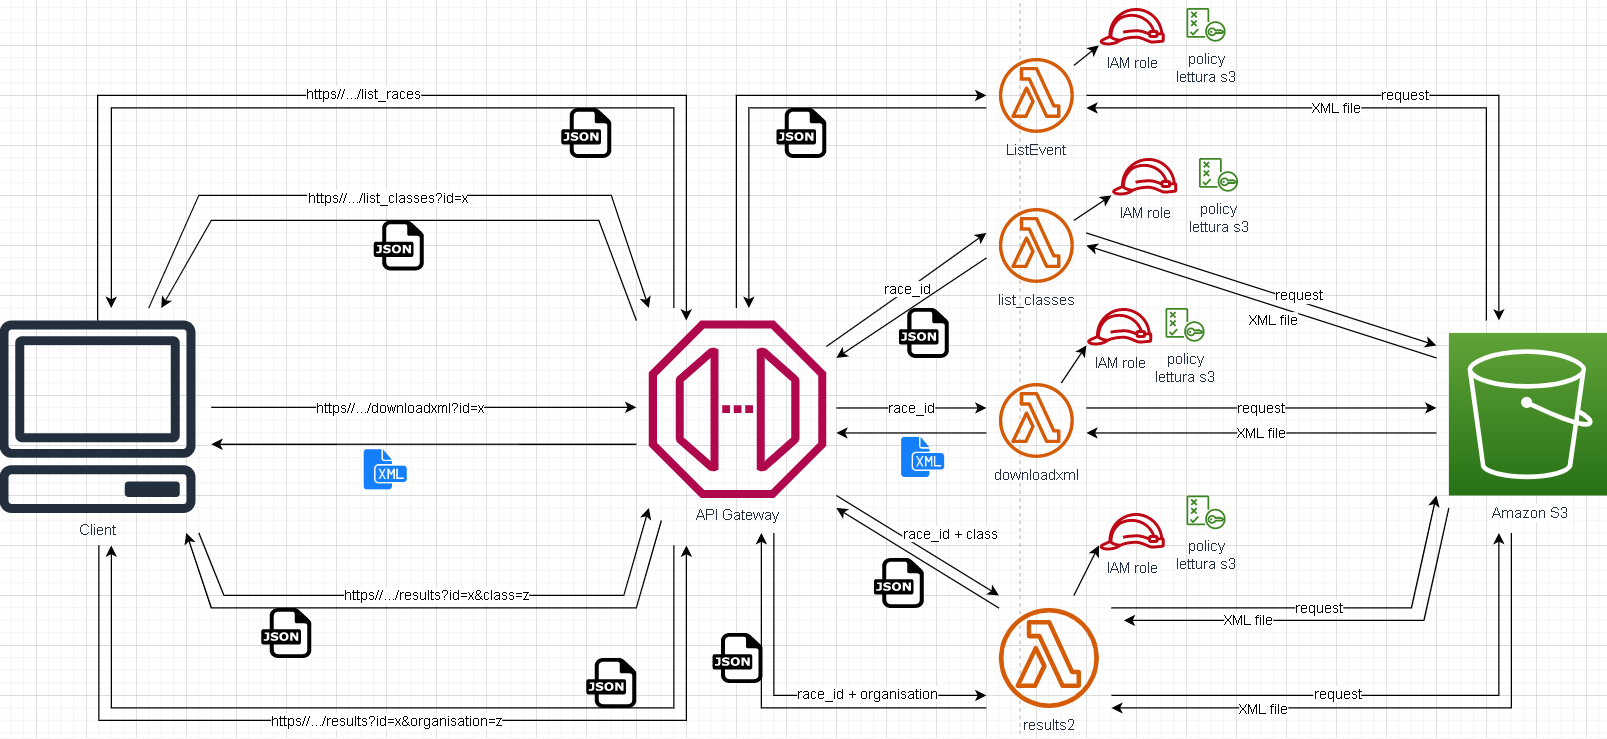 IAM role
policy
lettura s3
https//.../list_races
JSON
JSON
request
XML file
ListEvent
https//.../list_classes?id=x
JSON
IAM role
policy
lettura s3
race_id
JSON
list_classes
request
XML file
IAM role
policy
lettura s3
https//.../downloadxml?id=x
XML
race_id
XML
downloadxml
request
XML file
Client
API Gateway
Amazon S3
race_id + class
JSON
IAM role
policy
lettura s3
https//.../results?id=x&class=z
JSON
request
XML file
JSON
JSON
race_id + organisation
request
XML file
https//.../results?id=x&organisation=z
results2